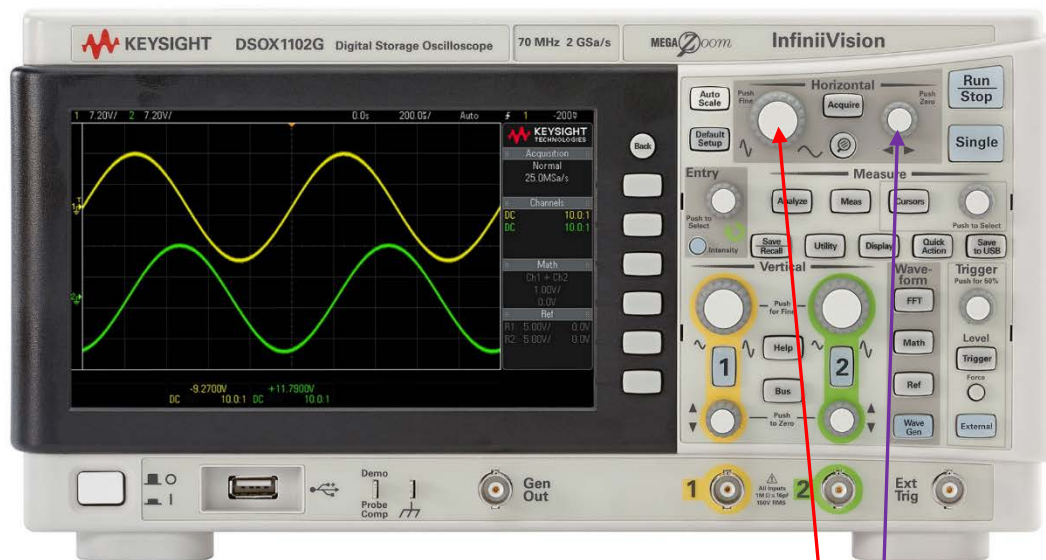 KEYSIGHT DSOX1102G Digital Storage Oscilloscope 70 MHz 2 GSa/s MEGA Zoom InfiniiVision
1 7.20V/ 2 7.20V/ 0.0s 200.0%/ Auto 1 -200
KEYSIGHT
TECHNOLOGIES
Acquisition
Normal
25.0MSa/s
Channels
DC 10.0:1
DC 10.0:1
Math
Ch1 + Ch2
1.00V/
0.0V
Ref
R1 5.00V/ 0.0V
R2 5.00V/ 0.0V
-9.2700V +11.7900V
DC 10.0:1 DC 10.0:1
Back
Auto
Scale
Default
Setup
Horizontal
Push
Fine
Acquire
Push
Zero
Run
Stop
Single
Entry
Push to
Select
Intensity
Measure
Analyze
Meas
Cursors
Push to Select
Save
Recall
Utility
Display
Quick
Action
Save
to USB
Vertical
Push
for Fine
1
Help
2
Bus
Push
to Zero
Wave-
form
FFT
Math
Ref
Wave
Gen
Trigger
Push for 50%
Level
Trigger
Force
External
Demo
Probe
Comp
Gen
Out
1
All Inputs
1MΩ ≅ 16pF
150V RMS
2
Ext
Trig